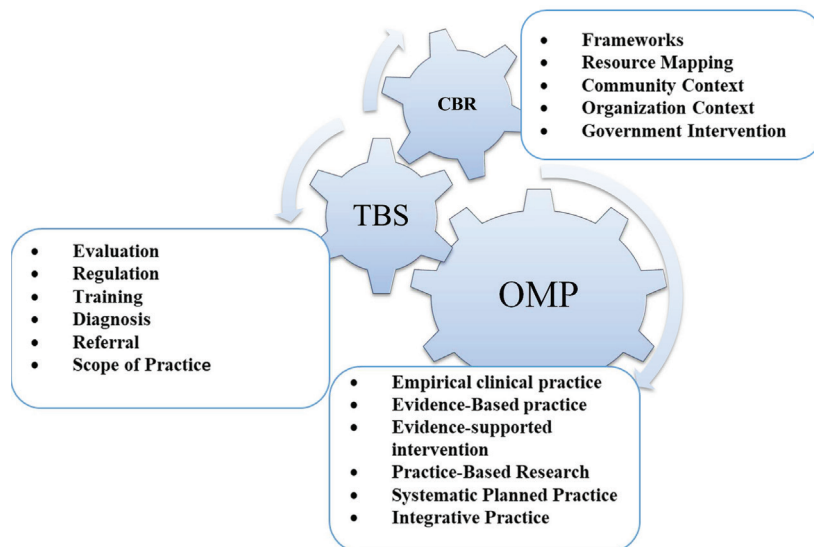 CBR
• Frameworks
• Resource Mapping
• Community Context
• Organization Context
• Government Intervention
TBS
• Evaluation
• Regulation
• Training
• Diagnosis
• Referral
• Scope of Practice
OMP
• Empirical clinical practice
• Evidence-Based practice
• Evidence-supported
intervention
• Practice-Based Research
• Systematic Planned Practice
• Integrative Practice